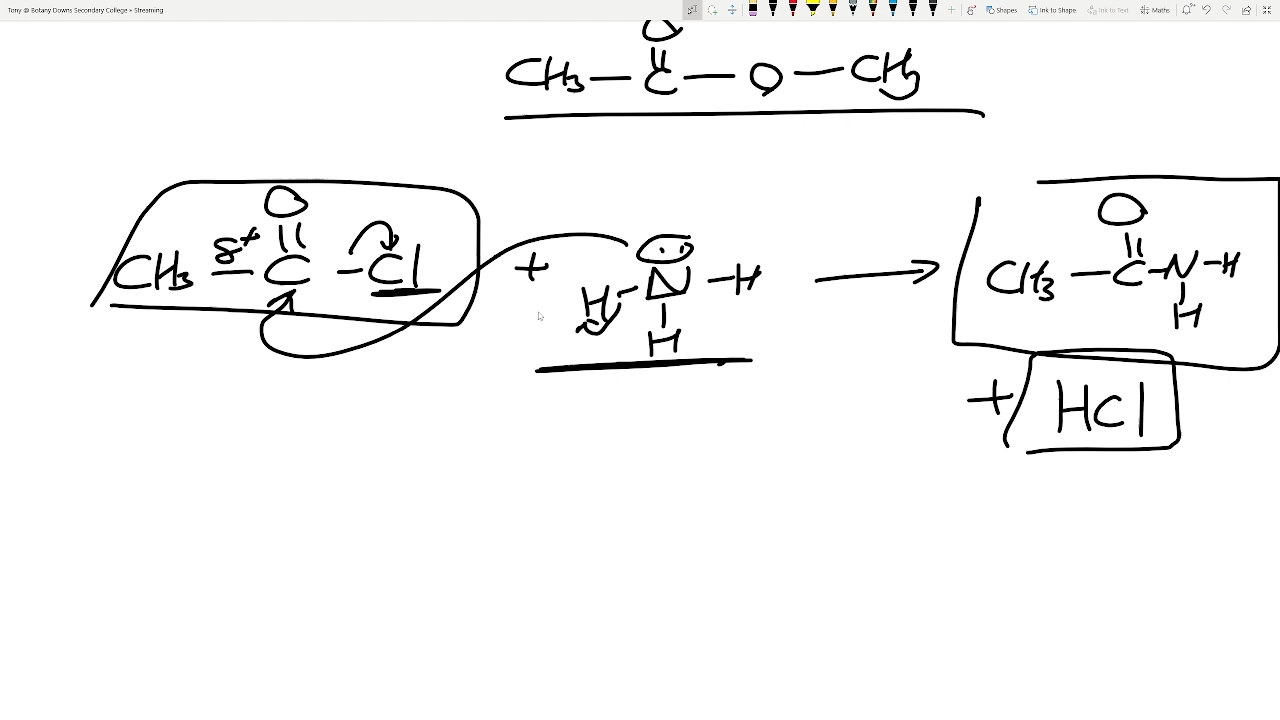 Tony @ Botany Downs Secondary College > Streaming
Shapes Ink to Shape Ink to Text Maths
O
CH3 — C — O — CH3
O
CH3 δ+ — C — Cl + H — N — H → CH3 — C — N — H
H
O
H
+ HCl